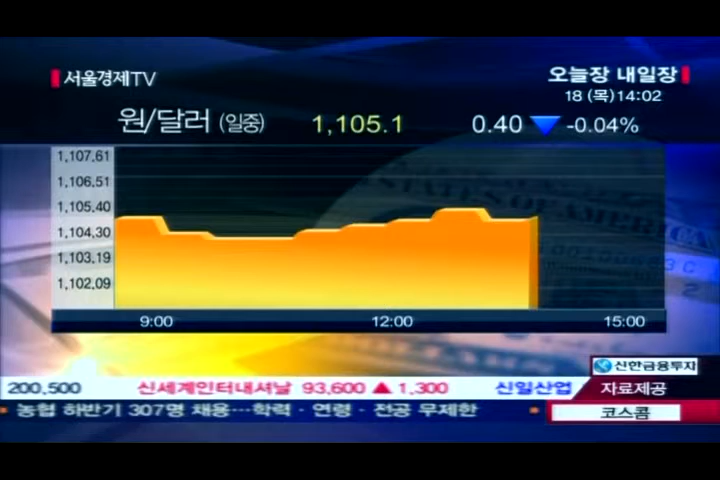 서울경제TV
오늘장 내일장
18 (목) 14:02
원/달러 (일중) 1,105.1 0.40 ▼ -0.04%
1,107.61
1,106.51
1,105.40
1,104.30
1,103.19
1,102.09
9:00 12:00 15:00
신한금융투자
200,500 신세계인터내셔날 93,600 ▲ 1,300 신일산업
자료제공
농협 하반기 307명 채용…학력·연령·전공 무제한
코스콤